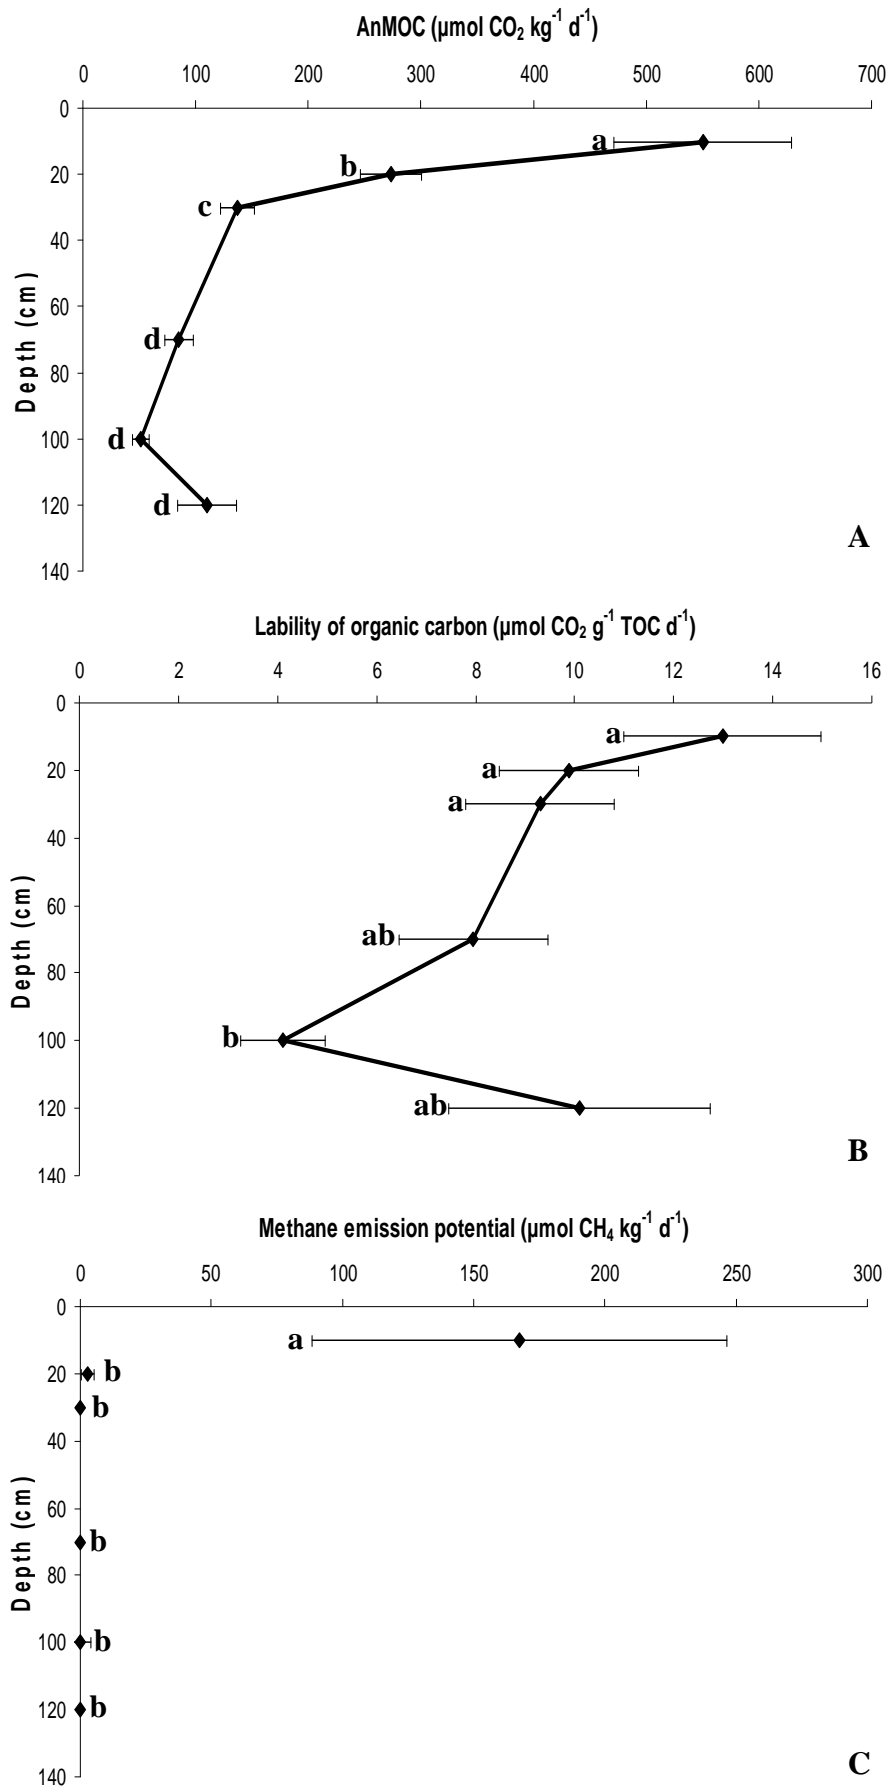 AnMOC (µmol CO₂ kg⁻¹ d⁻¹)
0 100 200 300 400 500 600 700
0
a
b
20
c
40
60
d
80
100
d
120
d
140
Depth (cm)
A
Lability of organic carbon (µmol CO₂ g⁻¹ TOC d⁻¹)
0 2 4 6 8 10 12 14 16
0
a
20
a
a
40
60
ab
80
100
b
120
ab
140
Depth (cm)
B
Methane emission potential (µmol CH₄ kg⁻¹ d⁻¹)
0 50 100 150 200 250 300
0
a
20
b
b
40
60
b
80
100
b
120
b
140
Depth (cm)
C